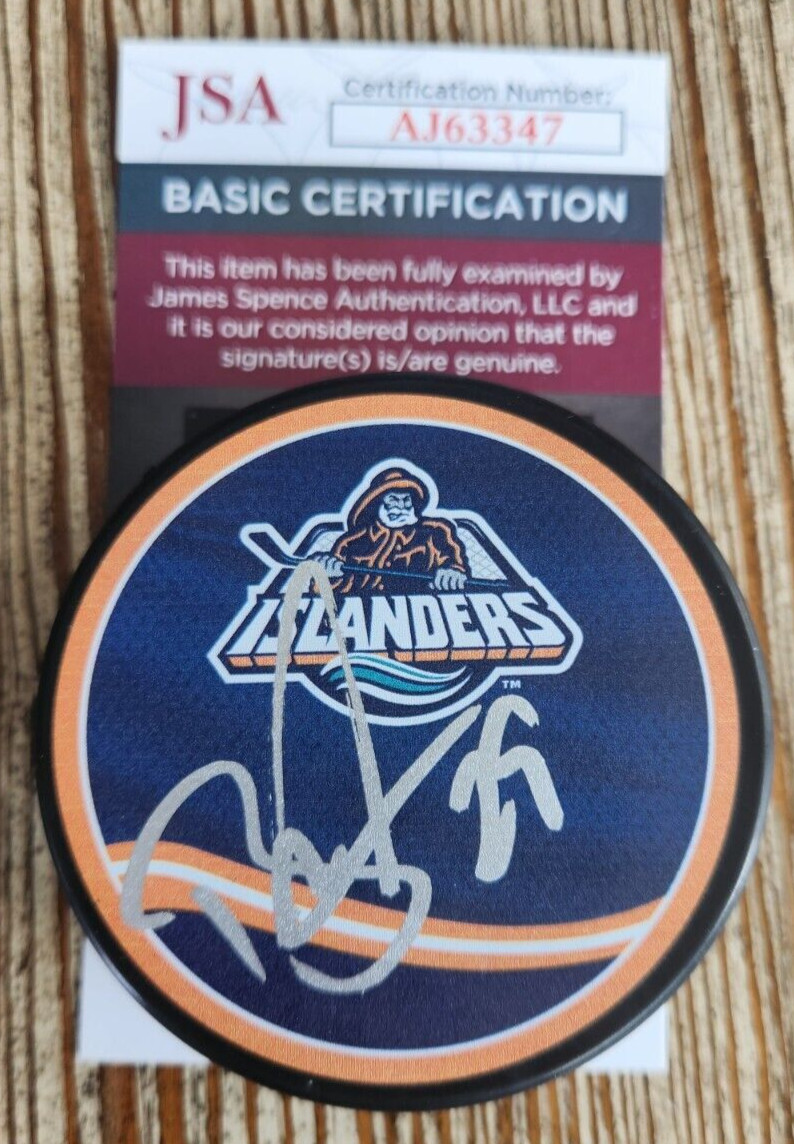 JSA
Certification Number:
AJ63347
BASIC CERTIFICATION
This item has been fully examined by
James Spence Authentication, LLC and
it is our considered opinion that the
signature(s) is/are genuine.
ISLANDERS
TM